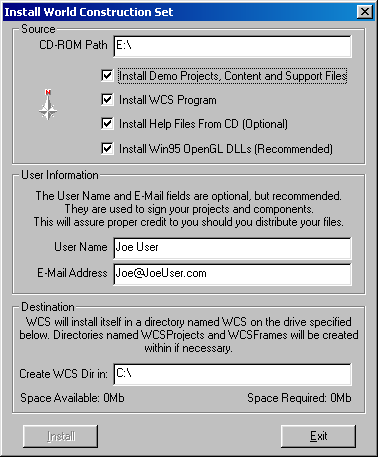 Install World Construction Set
Source
CD-ROM Path E:\
Install Demo Projects, Content and Support Files
N
Install WCS Program
Install Help Files From CD (Optional)
Install Win95 OpenGL DLLs (Recommended)
User Information
The User Name and E-Mail fields are optional, but recommended.
They are used to sign your projects and components.
This will assure proper credit to you should you distribute your files.
User Name Joe User
E-Mail Address Joe@JoeUser.com
Destination
WCS will install itself in a directory named WCS on the drive specified
below. Directories named WCSProjects and WCSFrames will be created
within if necessary.
Create WCS Dir in: C:\
Space Available: 0Mb Space Required: 0Mb
Install Exit